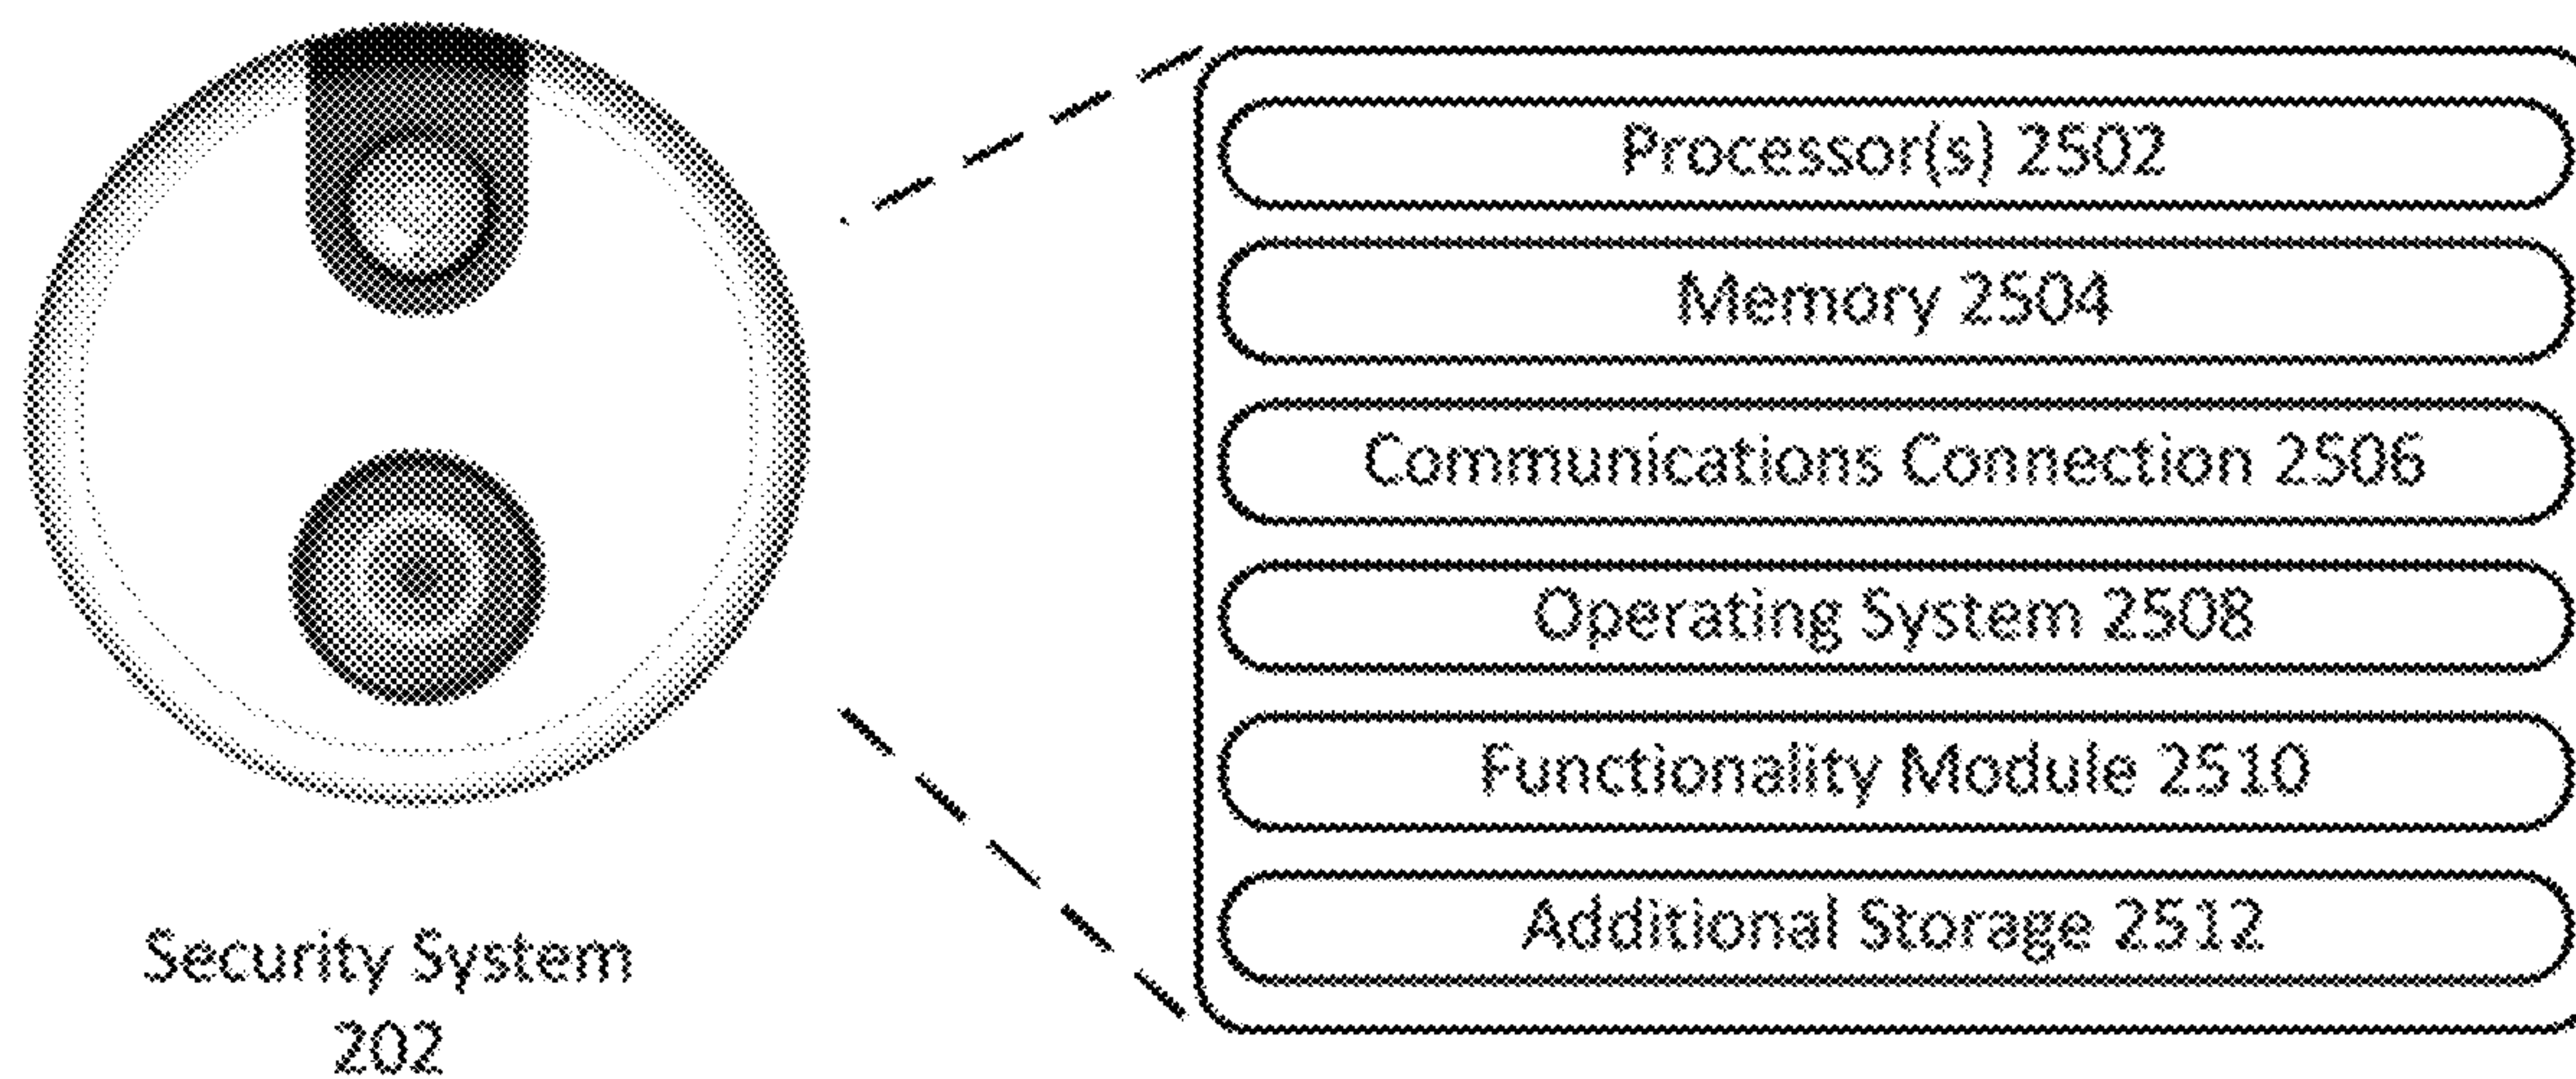 Processor(s) 2502
Memory 2504
Communications Connection 2506
Operating System 2508
Functionality Module 2510
Additional Storage 2512
Security System
202